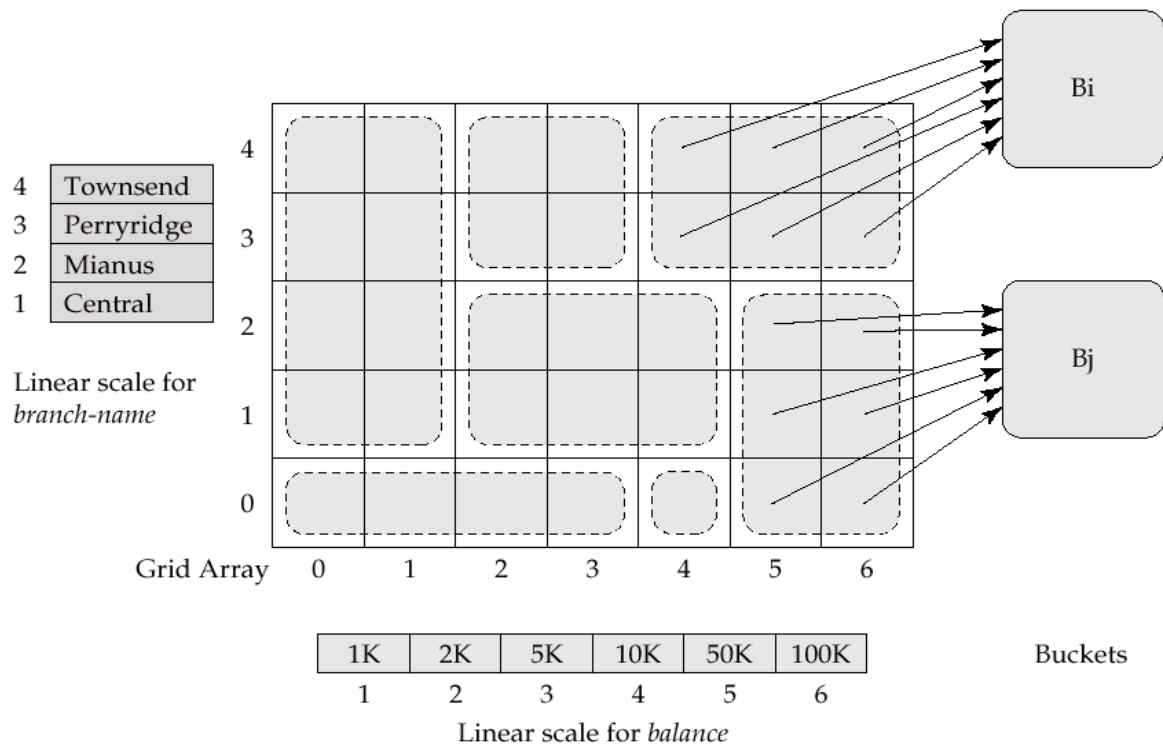 Bi
4
4 Townsend
3 Perryridge
3
2 Mianus
1 Central
2
Bj
Linear scale for
branch-name
1
0
Grid Array 0 1 2 3 4 5 6
1K 2K 5K 10K 50K 100K
Buckets
1 2 3 4 5 6
Linear scale for balance